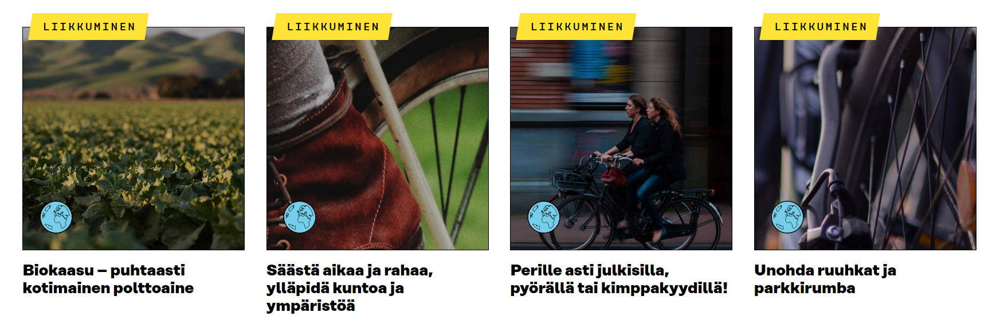 LIIKKUMINEN
Biokaasu – puhtaasti
kotimainen polttoaine
LIIKKUMINEN
Säästä aikaa ja rahaa,
ylläpidä kuntoa ja
ympäristöä
LIIKKUMINEN
Perille asti julkisilla,
pyörällä tai kimppakyydillä!
LIIKKUMINEN
Unohda ruuhkat ja
parkkirumba